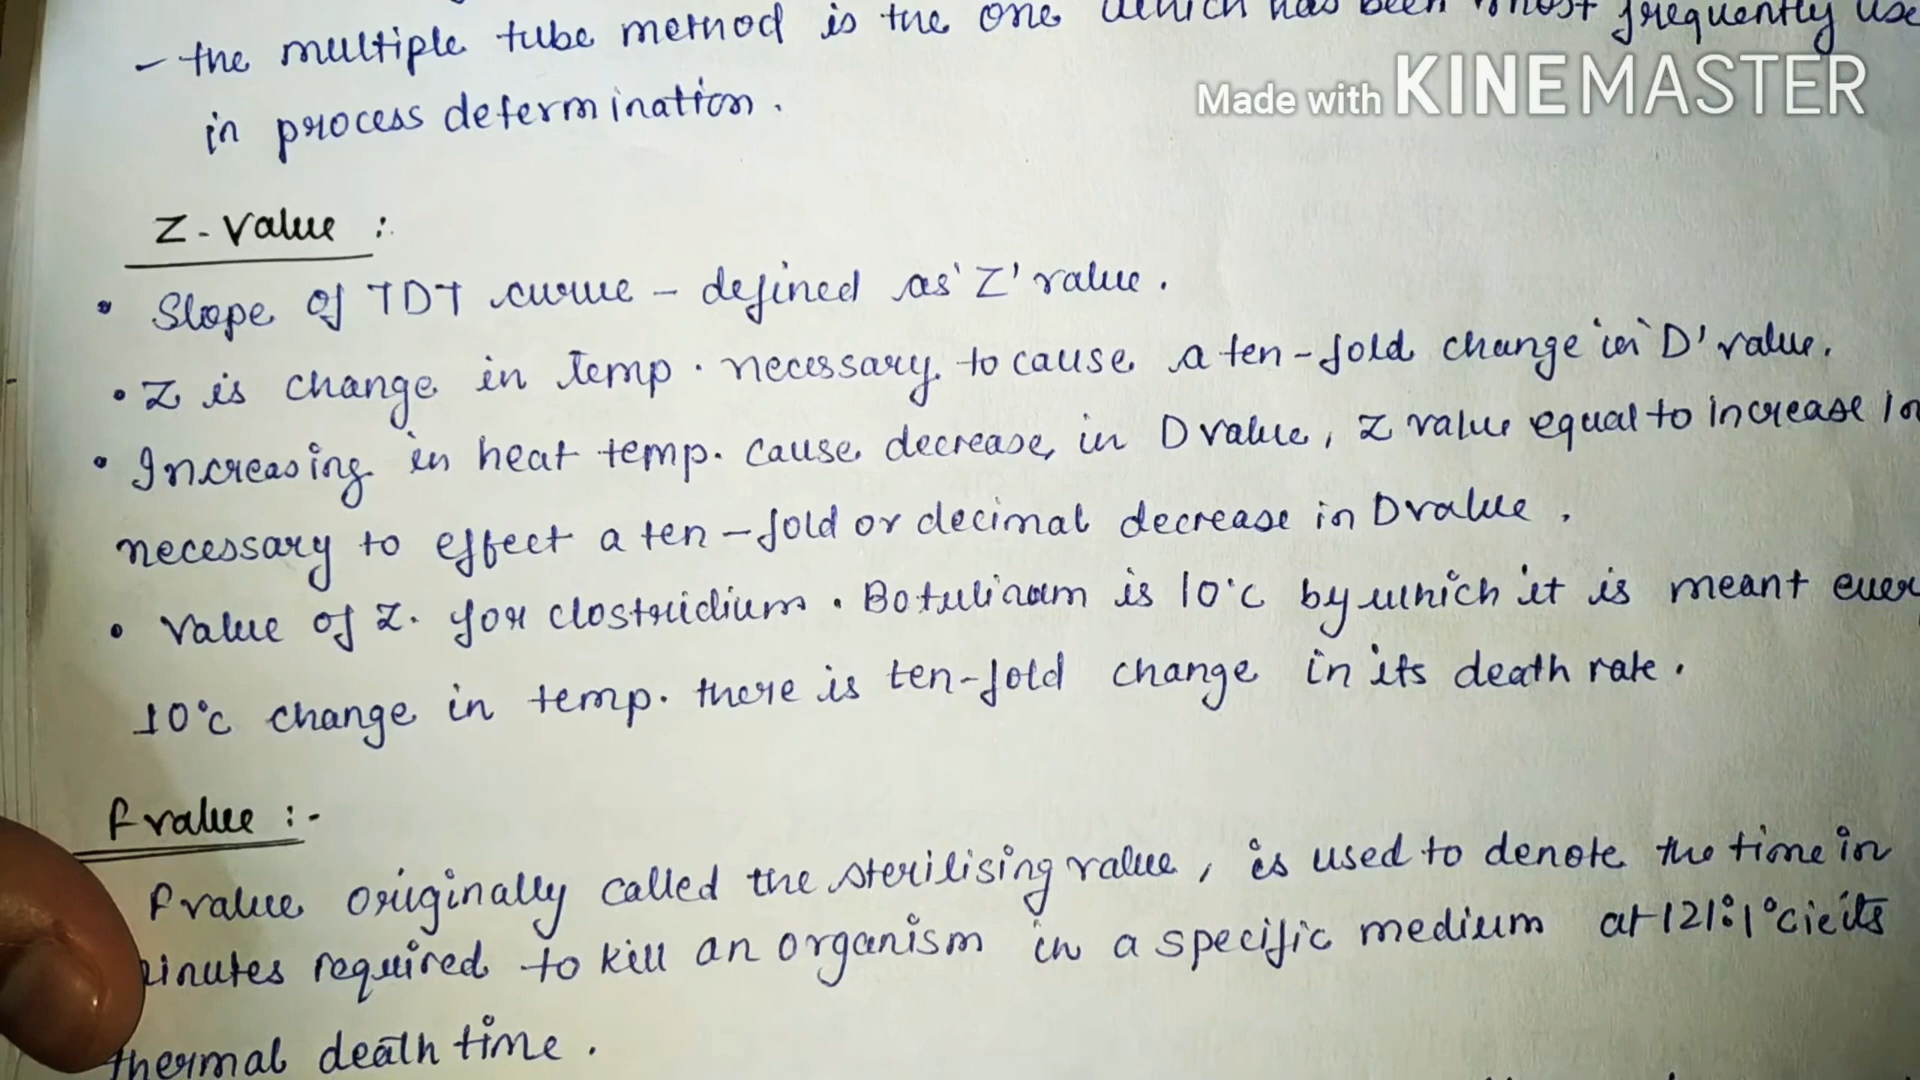 - the multiple tube method is the one which has been most frequently use
Made with KINEMASTER
in process determination.
Z-Value :
• Slope of TDT curve - defined as 'Z' value.
• Z is change in temp. necessary to cause a ten-fold change in 'D' value.
• Increasing in heat temp. cause decrease in D value, Z value equal to increase in
necessary to effect a ten-fold or decimal decrease in D value.
• Value of Z. for clostridium. Botulinum is 10°c by which it is meant ever
10°c change in temp. there is ten-fold change in its death rate.
F value :-
F value originally called the sterilising value, is used to denote the time in
minutes required to kill an organism in a specific medium at 121.1°c ie its
thermal death time.